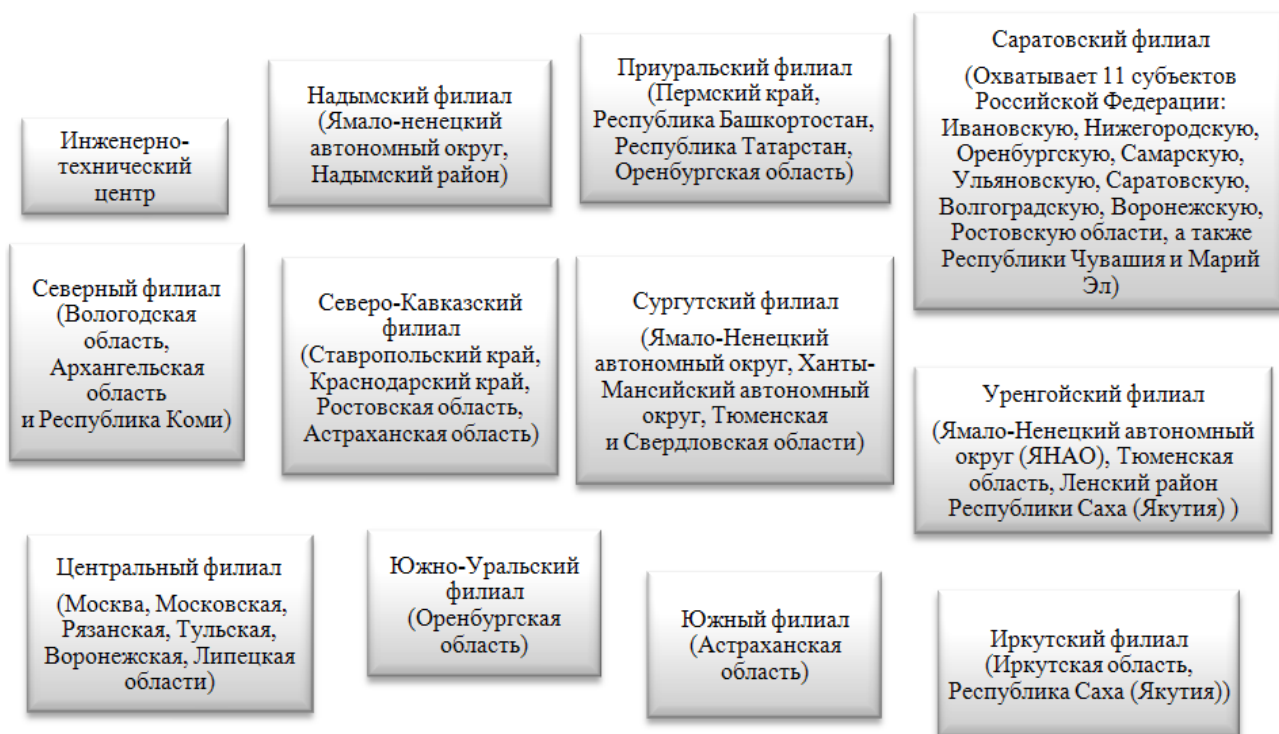 Инженерно-
технический
центр
Надымский филиал
(Ямало-ненецкий
автономный округ,
Надымский район)
Приуральский филиал
(Пермский край,
Республика Башкортостан,
Республика Татарстан,
Оренбургская область)
Саратовский филиал
(Охватывает 11 субъектов
Российской Федерации:
Ивановскую, Нижегородскую,
Оренбургскую, Самарскую,
Ульяновскую, Саратовскую,
Волгоградскую, Воронежскую,
Ростовскую области, а также
Республики Чувашия и Марий
Эл)
Северный филиал
(Вологодская
область,
Архангельская
область
и Республика Коми)
Северо-Кавказский
филиал
(Ставропольский край,
Краснодарский край,
Ростовская область,
Астраханская область)
Сургутский филиал
(Ямало-Ненецкий
автономный округ, Ханты-
Мансийский автономный
округ, Тюменская
и Свердловская области)
Уренгойский филиал
(Ямало-Ненецкий автономный
округ (ЯНАО), Тюменская
область, Ленский район
Республики Саха (Якутия) )
Центральный филиал
(Москва, Московская,
Рязанская, Тульская,
Воронежская, Липецкая
области)
Южно-Уральский
филиал
(Оренбургская
область)
Южный филиал
(Астраханская
область)
Иркутский филиал
(Иркутская область,
Республика Саха (Якутия))